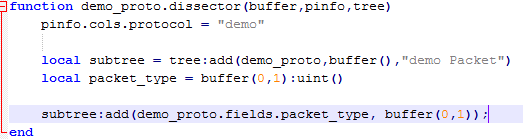 function demo_proto.dissector(buffer,pinfo,tree)
pinfo.cols.protocol = "demo"
local subtree = tree:add(demo_proto,buffer(),"demo Packet")
local packet_type = buffer(0,1):uint()
subtree:add(demo_proto.fields.packet_type, buffer(0,1));
end